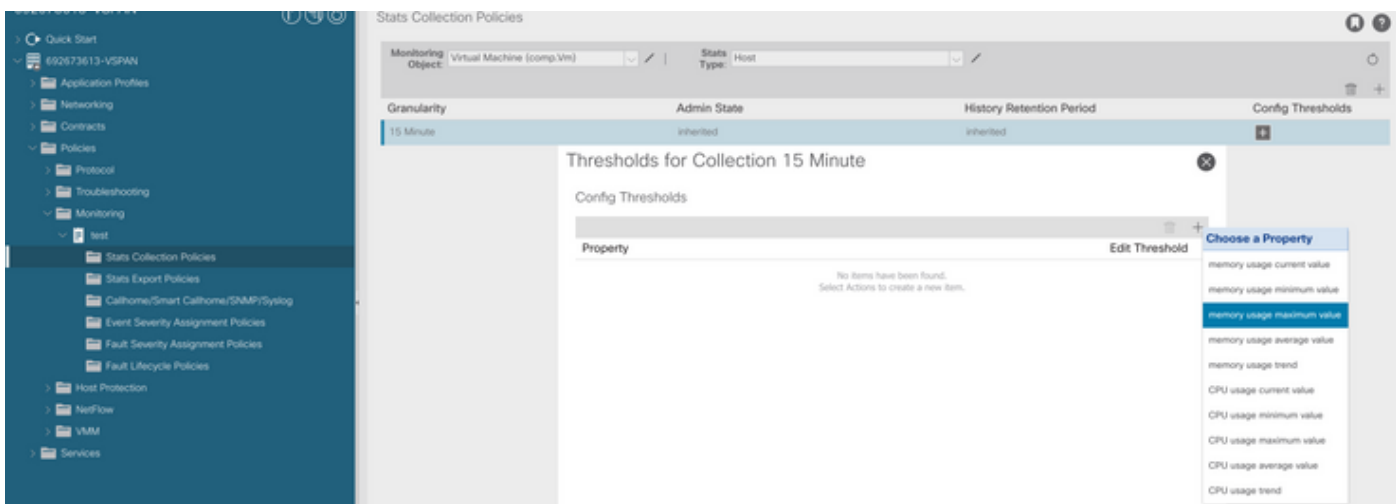 Stats Collection Policies
Quick Start
692673613-VSPAN
Application Profiles
Networking
Contracts
Policies
Protocol
Troubleshooting
Monitoring
test
Stats Collection Policies
Stats Export Policies
Callhome/Smart Callhome/SNMP/Syslog
Event Severity Assignment Policies
Fault Severity Assignment Policies
Fault Lifecycle Policies
Host Protection
NetFlow
VMM
Services
Monitoring Object: Virtual Machine (comp.Vm) Stats Type: Host
Granularity Admin State History Retention Period Config Thresholds
15 Minute inherited inherited
Thresholds for Collection 15 Minute
Config Thresholds
Property Edit Threshold
No items have been found.
Select Actions to create a new item.
Choose a Property
memory usage current value
memory usage minimum value
memory usage maximum value
memory usage average value
memory usage trend
CPU usage current value
CPU usage minimum value
CPU usage maximum value
CPU usage average value
CPU usage trend